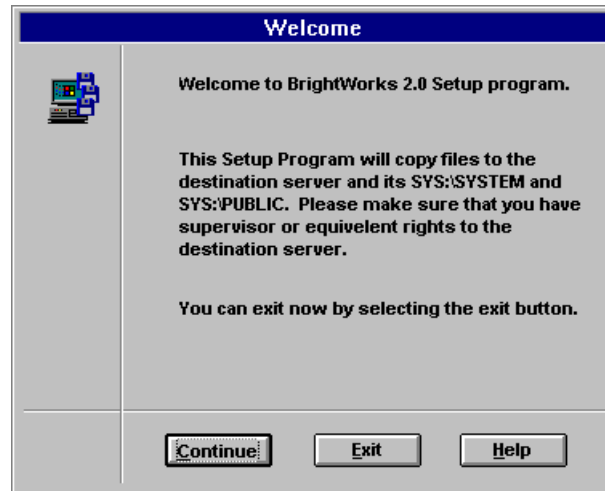 Welcome
Welcome to BrightWorks 2.0 Setup program.
This Setup Program will copy files to the
destination server and its SYS:\SYSTEM and
SYS:\PUBLIC.  Please make sure that you have
supervisor or equivelent rights to the
destination server.
You can exit now by selecting the exit button.
Continue
Exit
Help